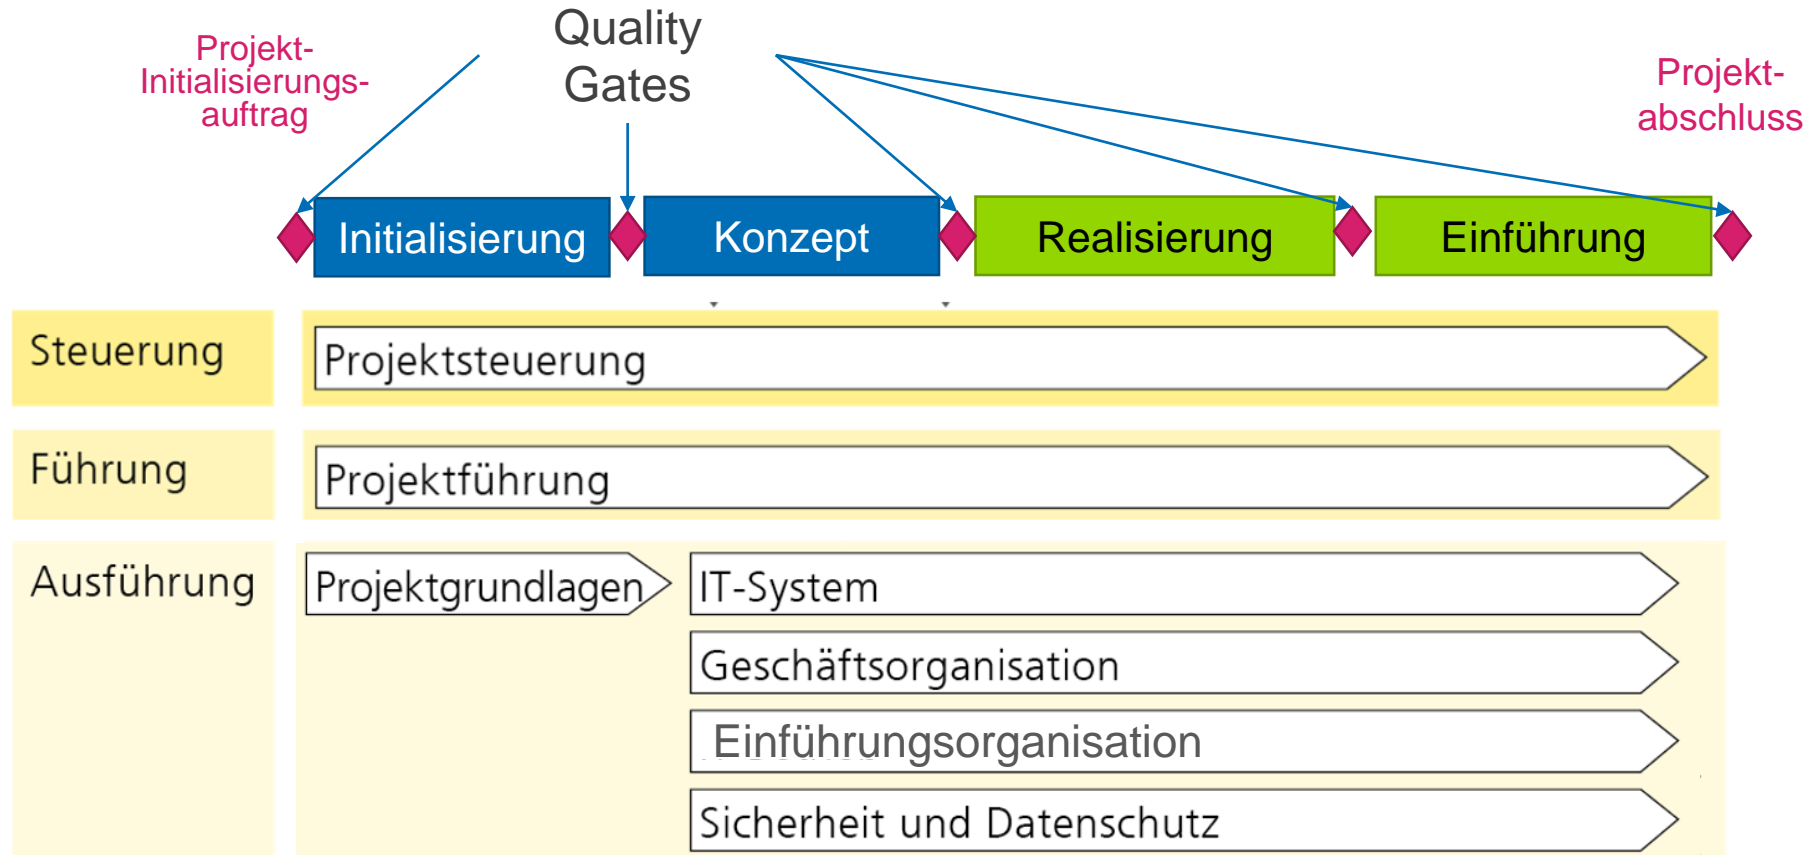 Quality
Gates
Projekt-
Initialisierungs-
auftrag
Projekt-
abschluss
Initialisierung
Konzept
Realisierung
Einführung
Steuerung
Projektsteuerung
Führung
Projektführung
Ausführung
Projektgrundlagen
IT-System
Geschäftsorganisation
Einführungsorganisation
Sicherheit und Datenschutz